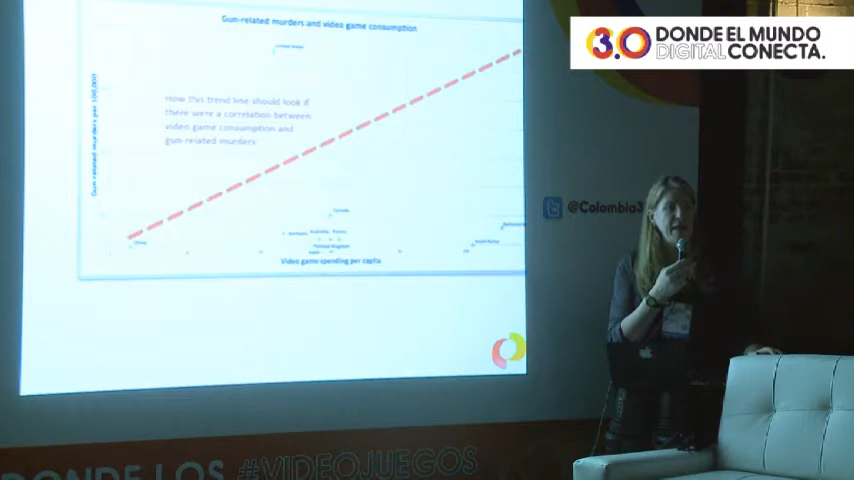 Gun-related murders and video game consumption
United States
Gun-related murders per 100,000
How this trend line should look if
there were a correlation between
video game consumption and
gun-related murders
Canada
Germany
Australia
France
United Kingdom
Japan
China
South Korea
Video game spending per capita
3.0 DONDE EL MUNDO
DIGITAL CONECTA.
@Colombia3
DONDE LOS #VIDEOJUEGOS